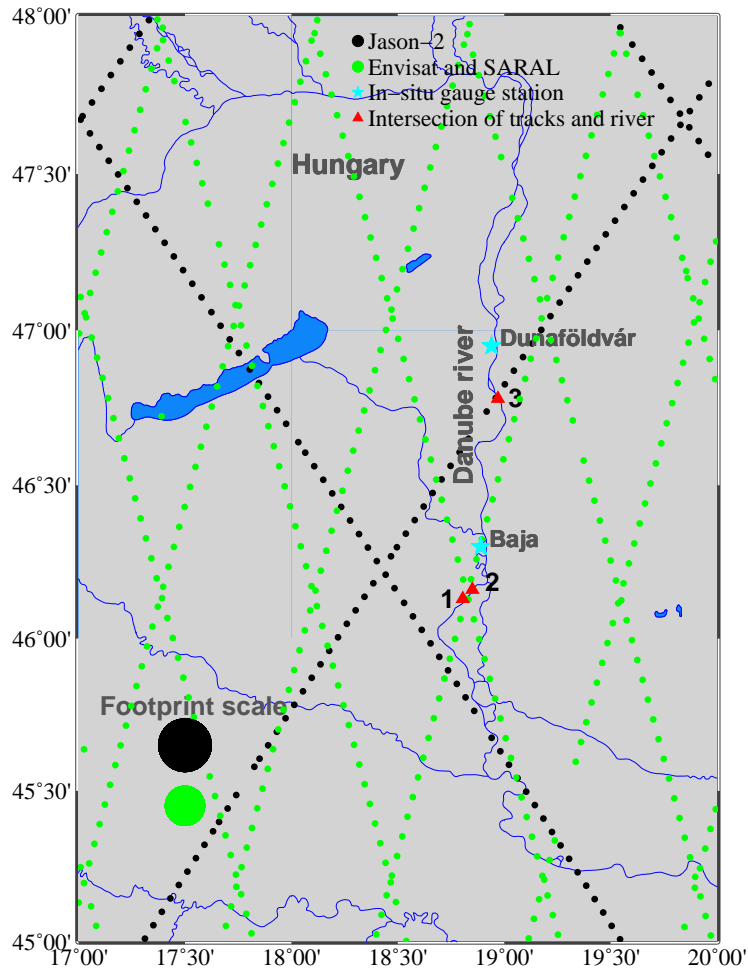 48°00'
Jason−2
Envisat and SARAL
In−situ gauge station
Intersection of tracks and river
Hungary
47°30'
47°00'
Dunaföldvár
Danube river
3
46°30'
Baja
2
1
46°00'
Footprint scale
45°30'
45°00'
17°00' 17°30' 18°00' 18°30' 19°00' 19°30' 20°00'